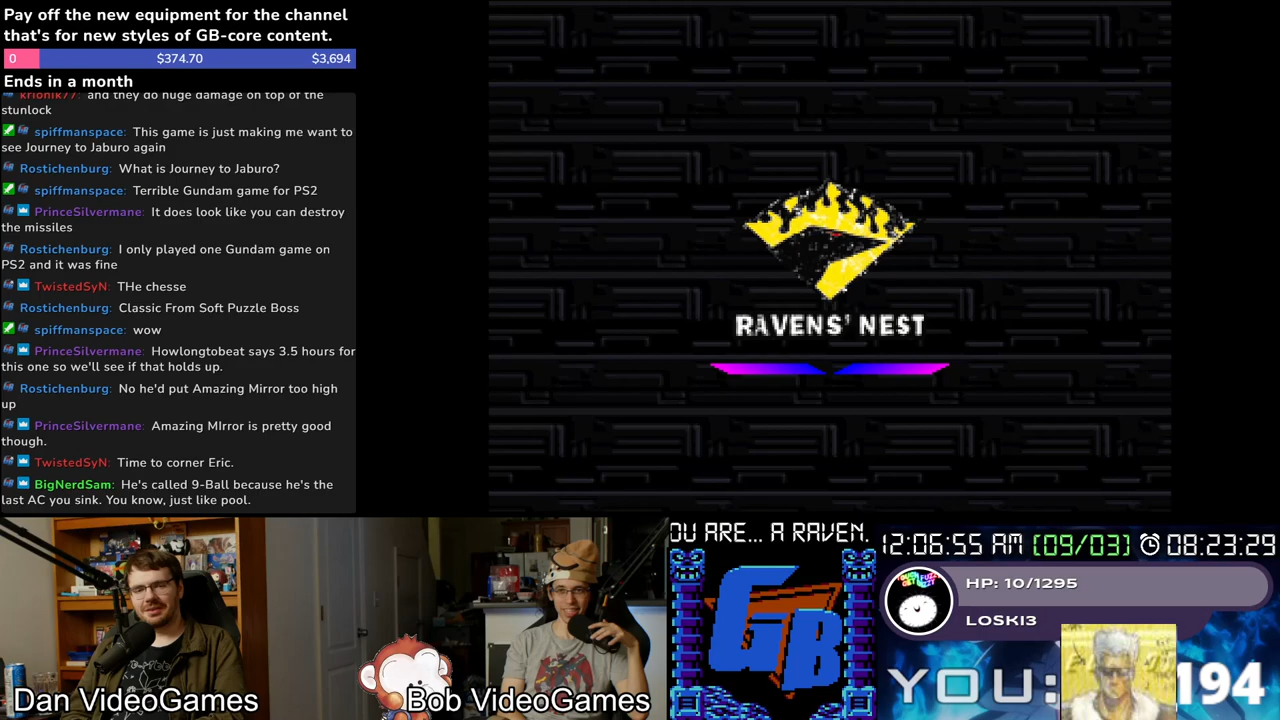 Pay off the new equipment for the channel
that's for new styles of GB-core content.
0 $374.70 $3,694
Ends in a month
krionik77: and they do huge damage on top of the
stunlock
spiffmanspace: This game is just making me want to
see Journey to Jaburo again
Rostichenburg: What is Journey to Jaburo?
spiffmanspace: Terrible Gundam game for PS2
PrinceSilvermane: It does look like you can destroy
the missiles
Rostichenburg: I only played one Gundam game on
PS2 and it was fine
TwistedSyN: THe chesse
Rostichenburg: Classic From Soft Puzzle Boss
spiffmanspace: wow
PrinceSilvermane: Howlongtobeat says 3.5 hours for
this one so we'll see if that holds up.
Rostichenburg: No he'd put Amazing Mirror too high
up
PrinceSilvermane: Amazing MIrror is pretty good
though.
TwistedSyN: Time to corner Eric.
BigNerdSam: He's called 9-Ball because he's the
last AC you sink. You know, just like pool.
RAVENS' NEST
OU ARE... A RAVEN.
12:06:55 AM [09/03] 08:23:29
HP: 10/1295
LOSKI3
GB
YOU: 194
Dan VideoGames
Bob VideoGames